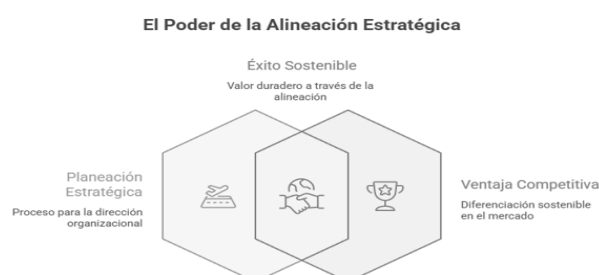 El Poder de la Alineación Estratégica
Éxito Sostenible
Valor duradero a través de la
alineación
Planeación
Estratégica
Proceso para la dirección
organizacional
Ventaja Competitiva
Diferenciación sostenible
en el mercado